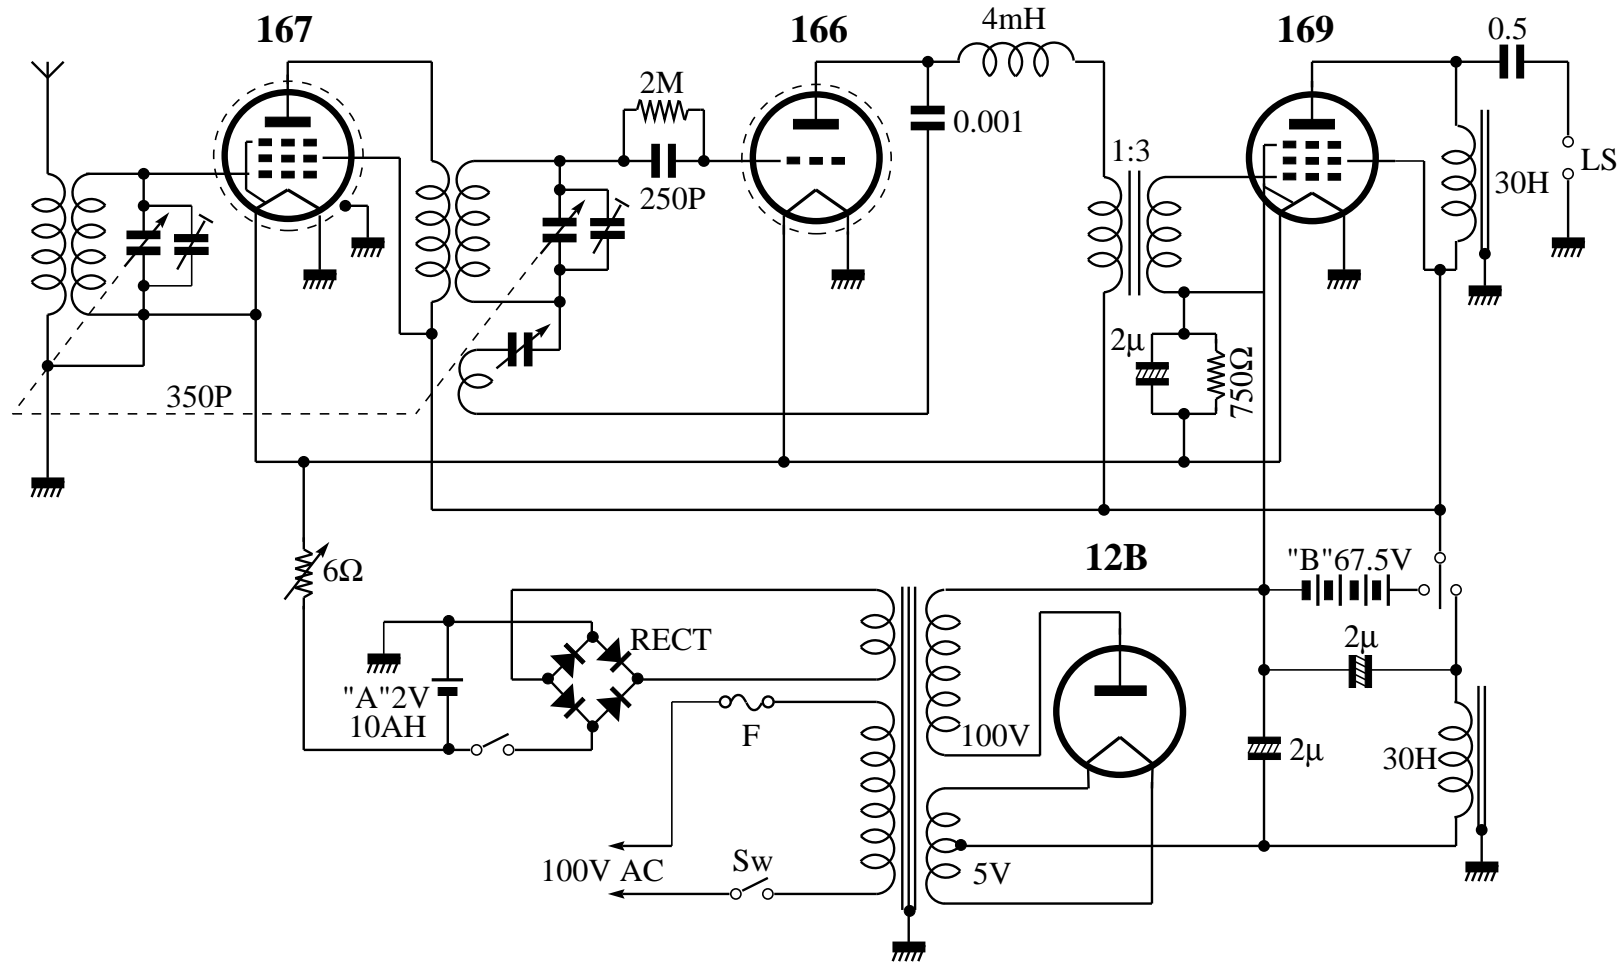 167
166
169
4mH
0.5
2M
0.001
250P
1:3
30H
LS
350P
2μ
750Ω
12B
6Ω
"B"67.5V
RECT
2μ
"A"2V
10AH
F
100V
2μ
30H
100V AC
Sw
5V